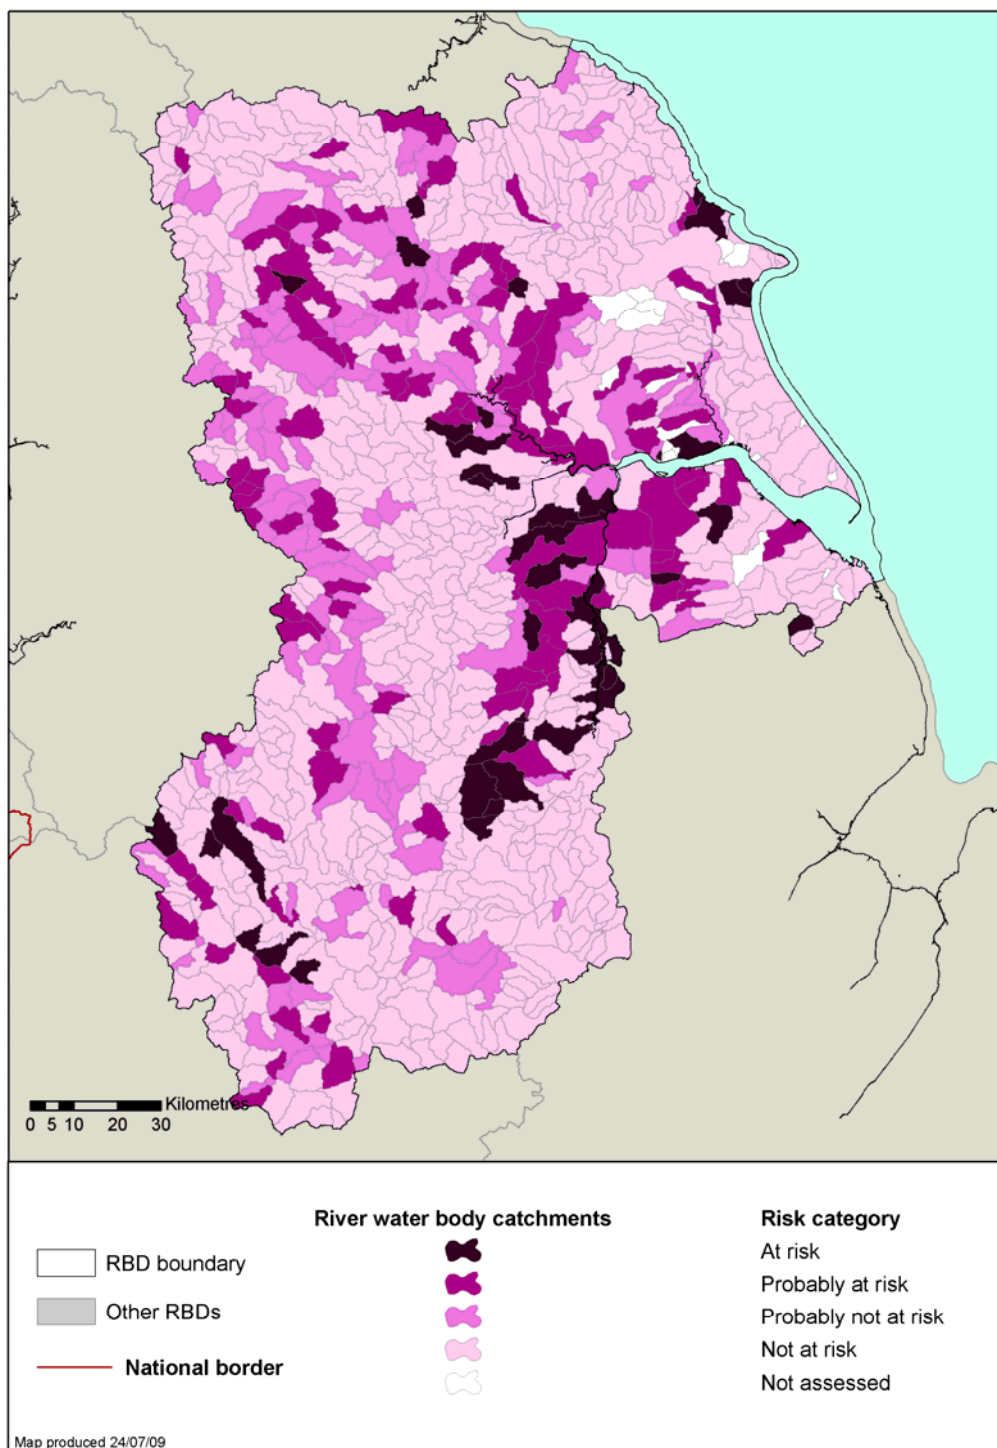 Kilometres
0 5 10 20 30
River water body catchments
Risk category
At risk
RBD boundary
Probably at risk
Other RBDs
Probably not at risk
Not at risk
National border
Not assessed
Map produced 24/07/09